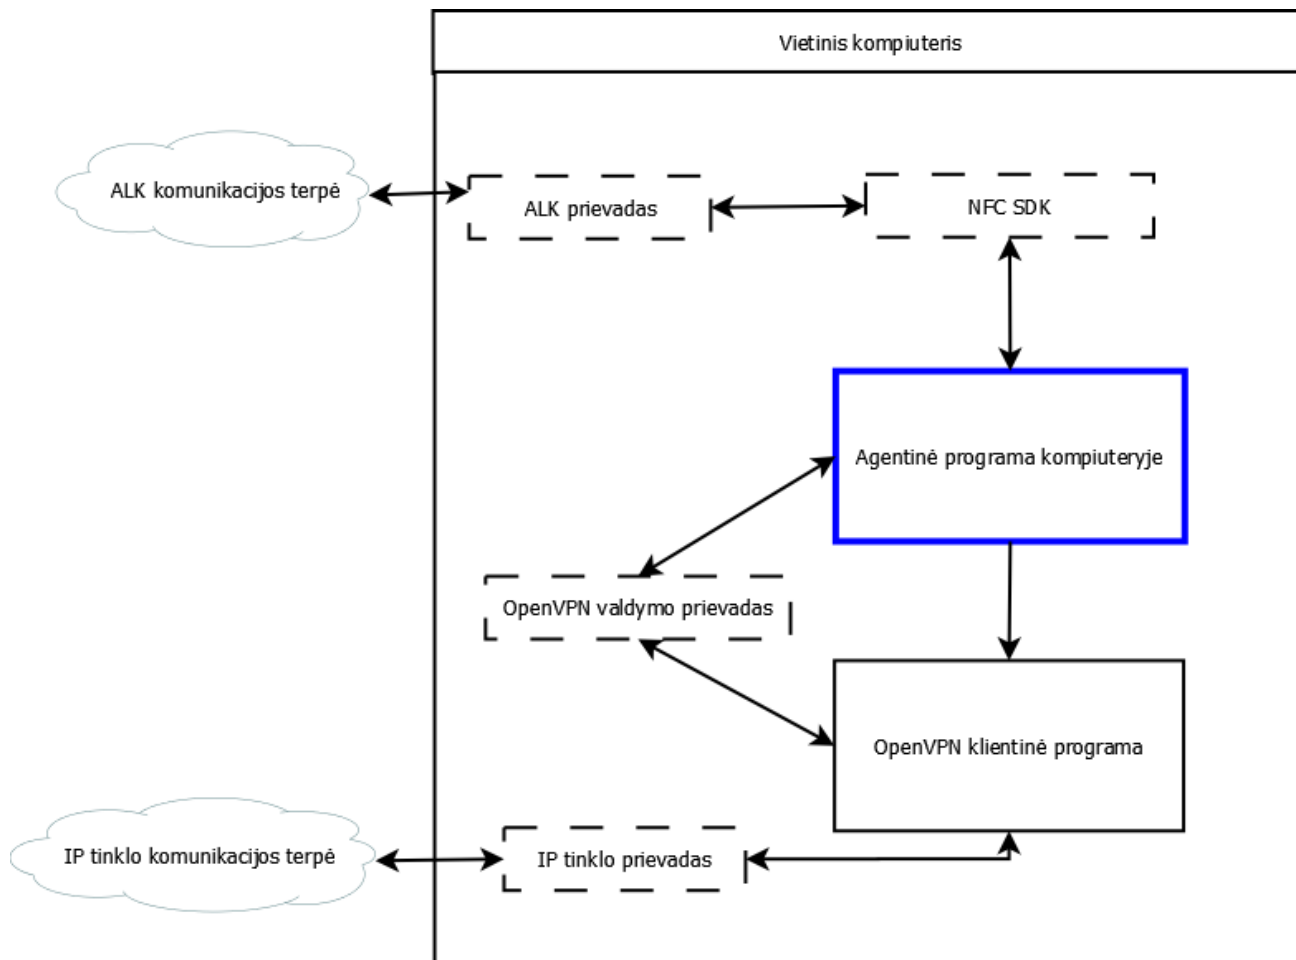 Vietinis kompiuteris
ALK komunikacijos terpė
ALK prievadas
NFC SDK
Agentinė programa kompiuteryje
OpenVPN valdymo prievadas
OpenVPN klientinė programa
IP tinklo komunikacijos terpė
IP tinklo prievadas